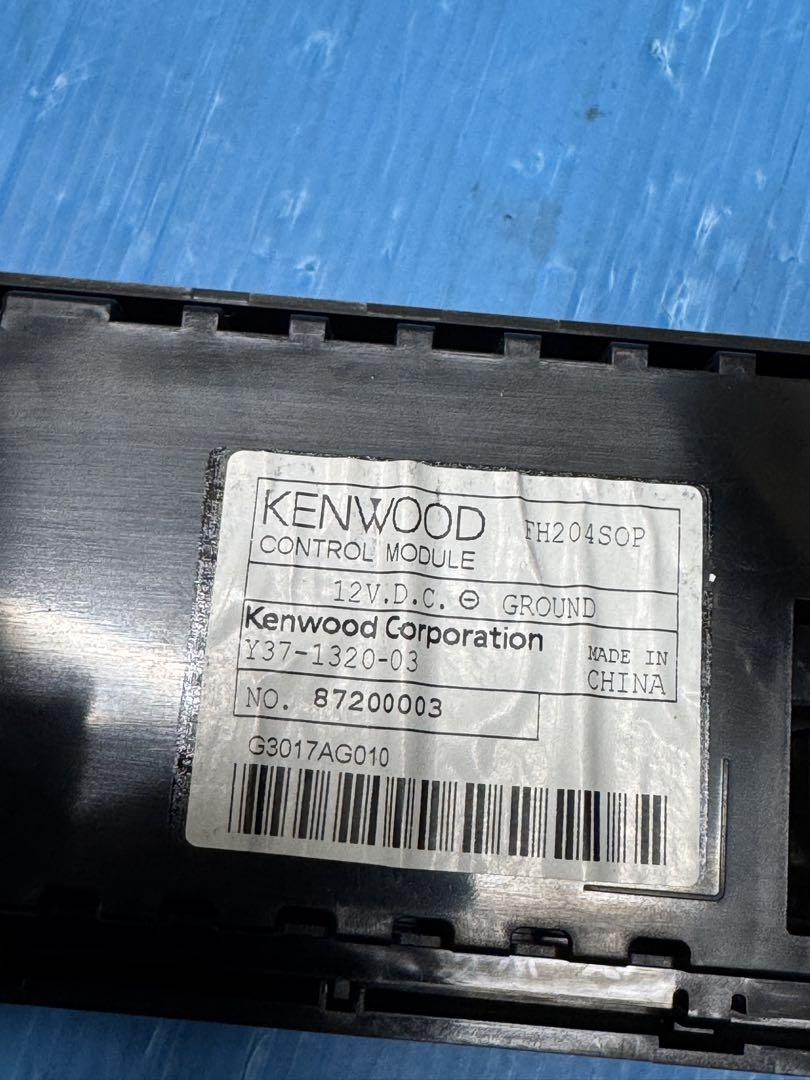 KENWOOD FH204SOP
CONTROL MODULE
12V.D.C. ⊖ GROUND
Kenwood Corporation
Y37-1320-03 MADE IN CHINA
NO. 87200003
G3017AG010